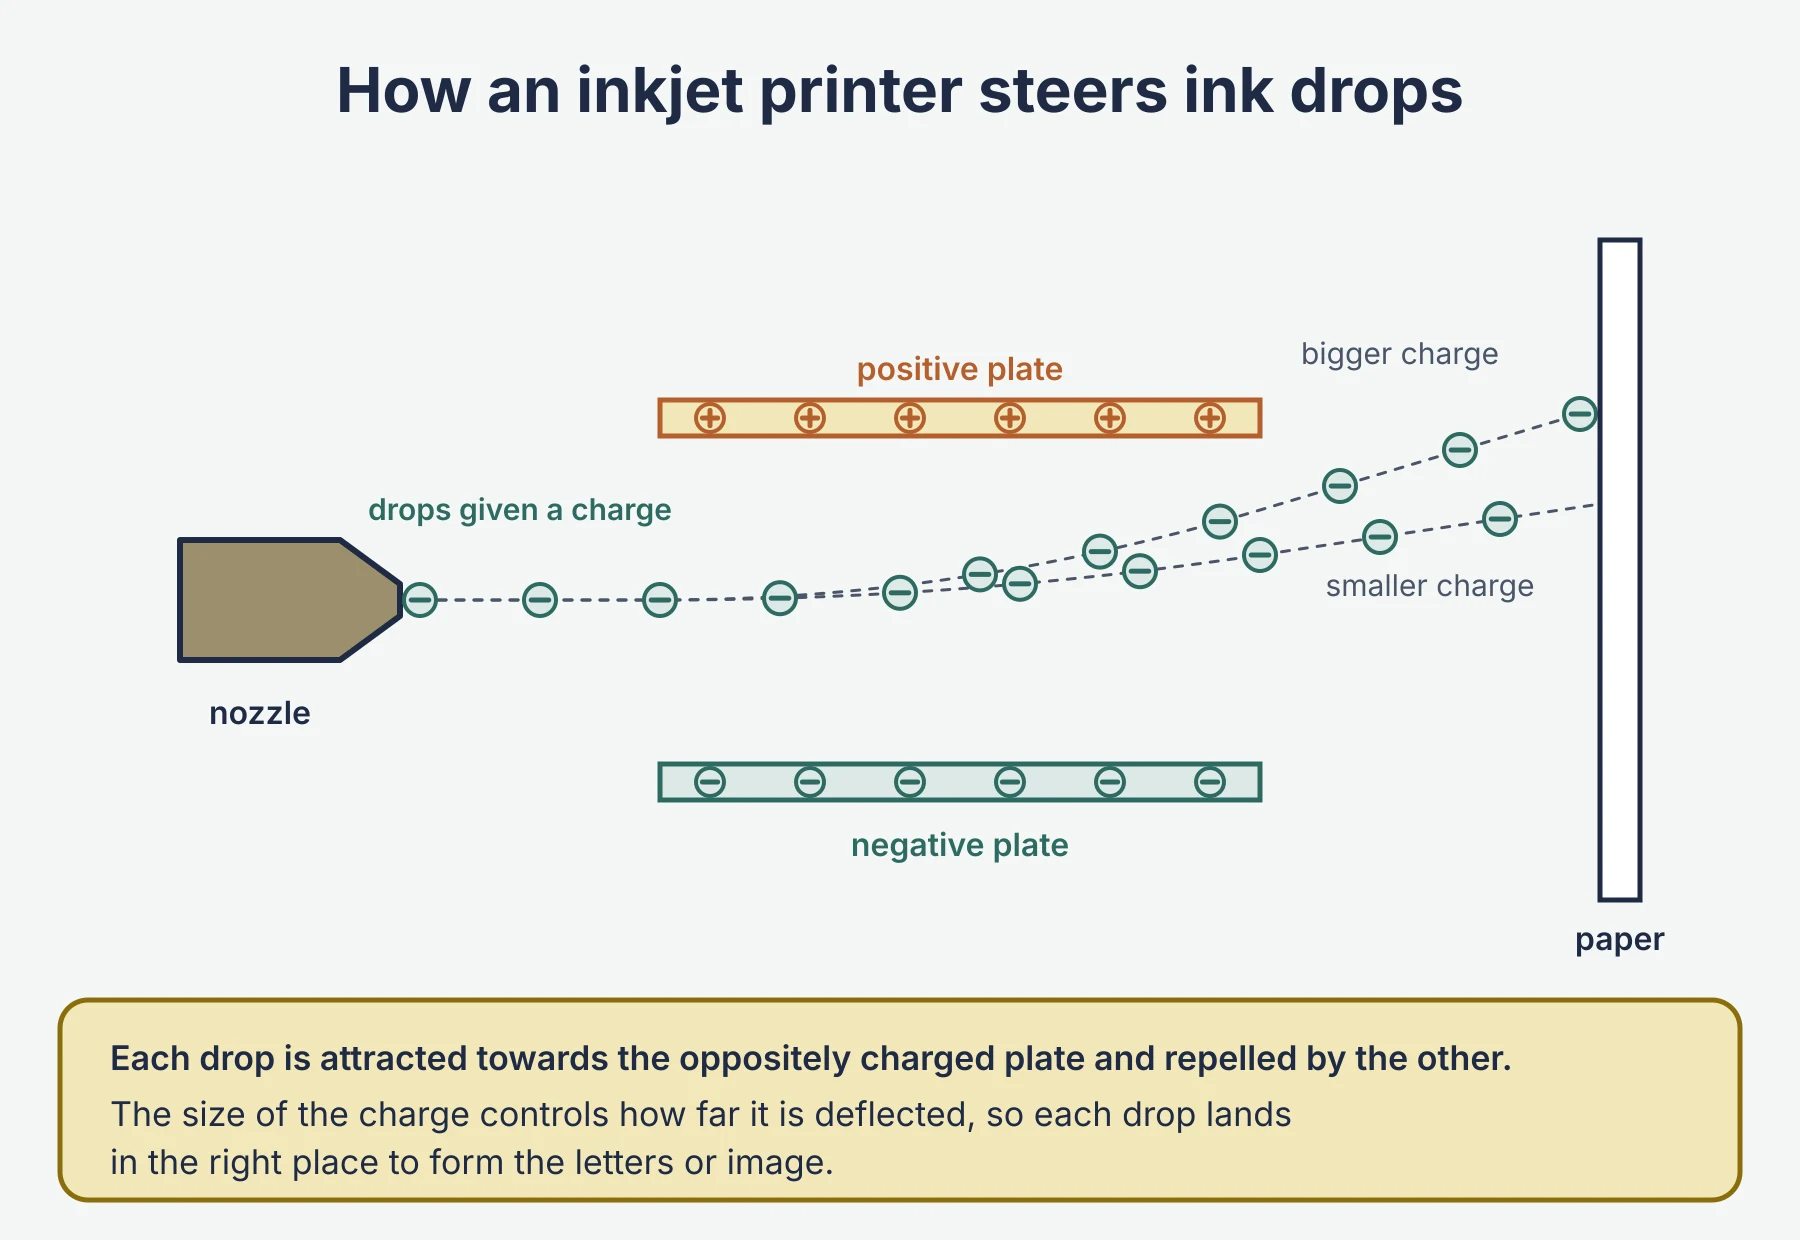 How an inkjet printer steers ink drops
bigger charge
positive plate
drops given a charge
smaller charge
nozzle
negative plate
paper
Each drop is attracted towards the oppositely charged plate and repelled by the other.
The size of the charge controls how far it is deflected, so each drop lands
in the right place to form the letters or image.